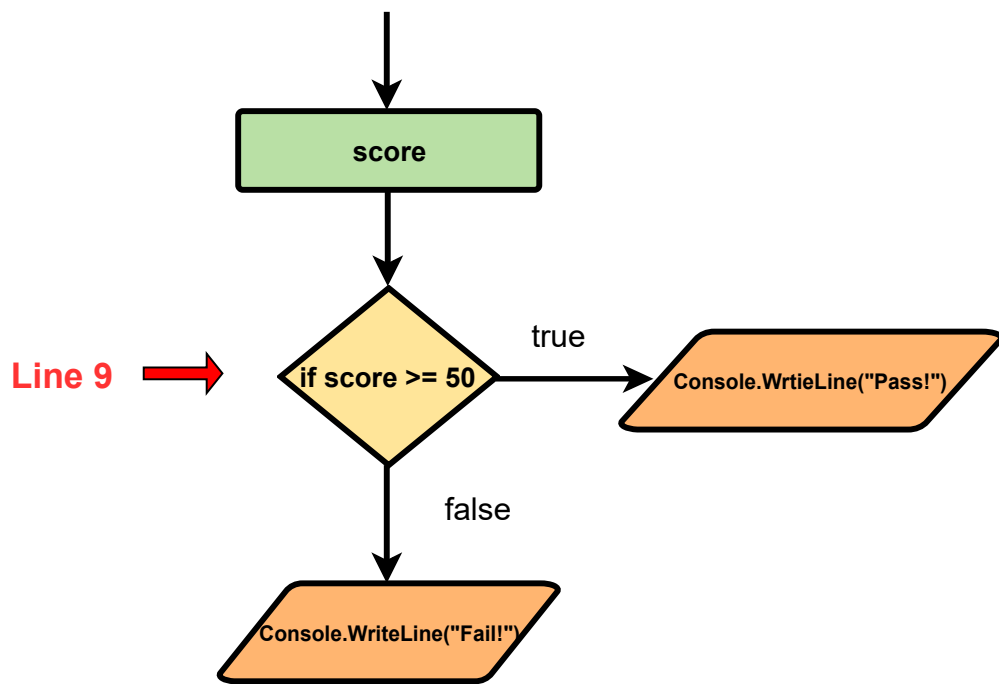 score
true
Line 9
if score >= 50
Console.WrtieLine("Pass!")
false
Console.WriteLine("Fail!")